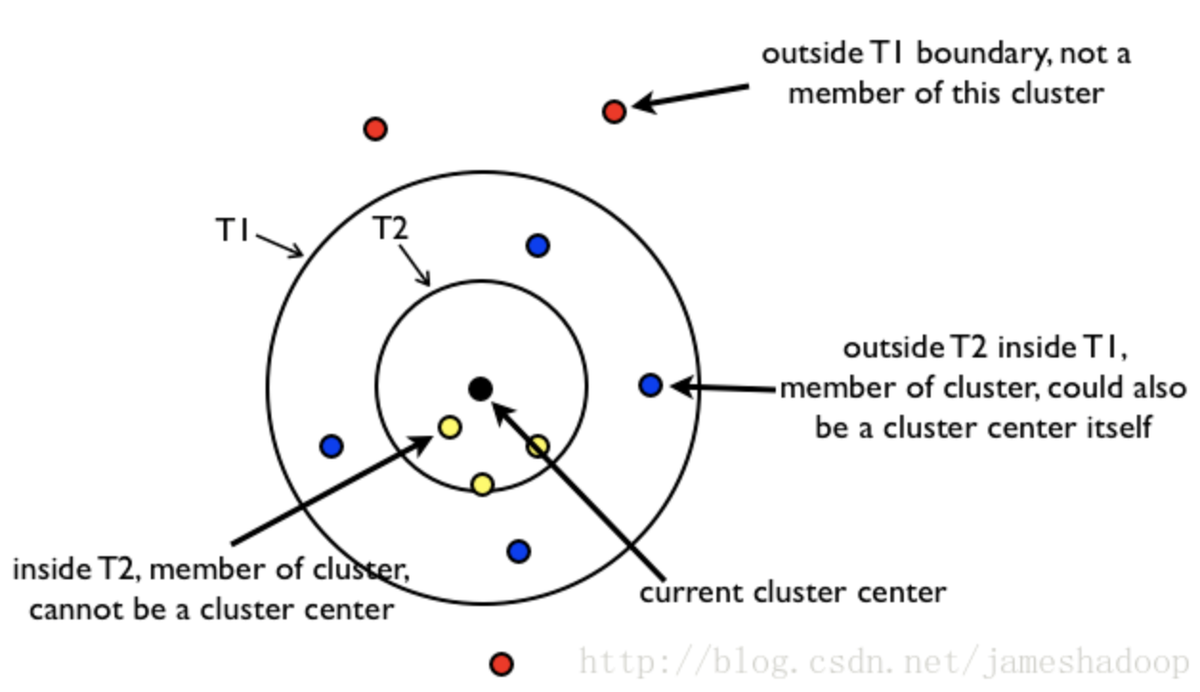 outside T1 boundary, not a
member of this cluster
T1
T2
outside T2 inside T1,
member of cluster, could also
be a cluster center itself
inside T2, member of cluster,
cannot be a cluster center
current cluster center
http://blog.csdn.net/jameshadoop